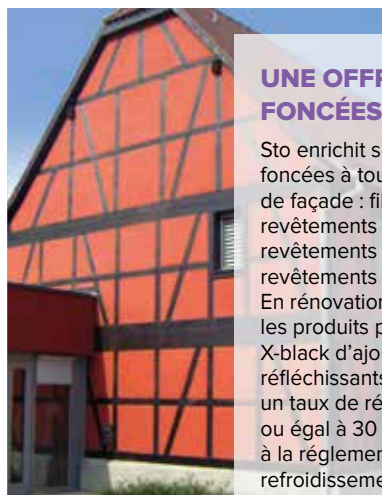 UNE OFFR
FONCÉES
Sto enrichit s
foncées à tou
de façade : fi
revêtements
revêtements
revêtements
En rénovation
les produits p
X-black d'ajo
réfléchissants
un taux de ré
ou égal à 30
à la réglemen
refroidisseme